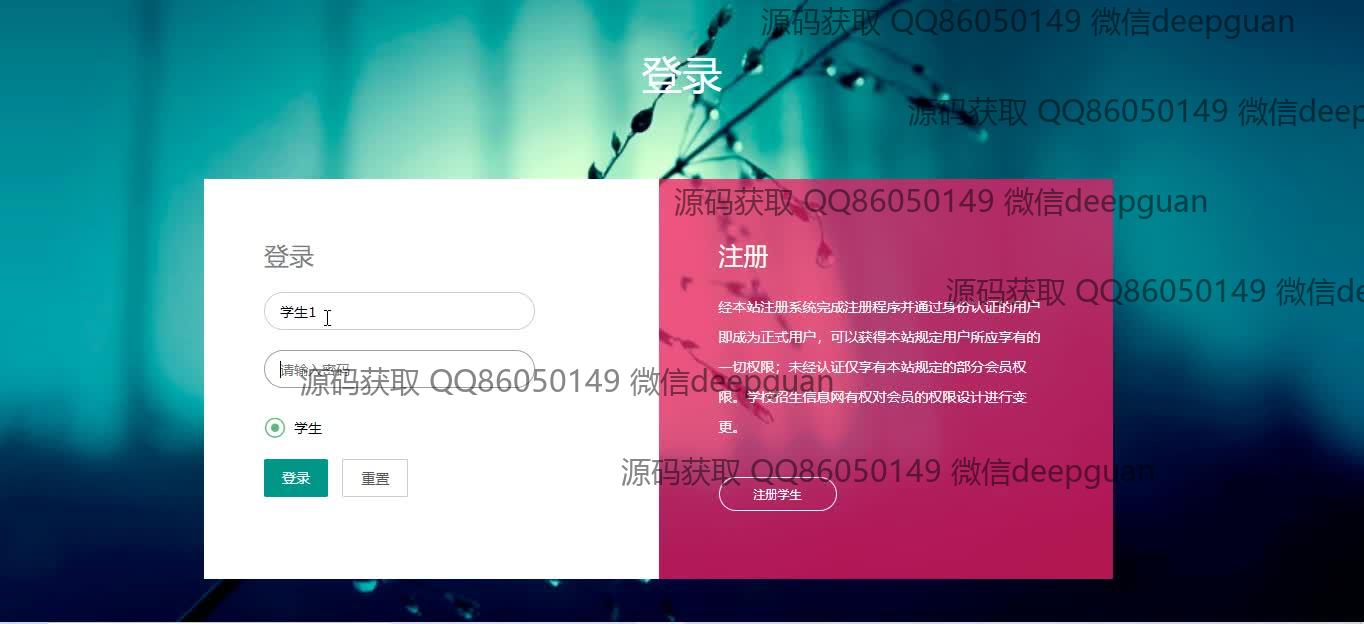 源码获取 QQ86050149 微信deepguan
登录
源码获取 QQ86050149 微信deep
源码获取 QQ86050149 微信deepguan
登录
学生1
请输入密码
学生
登录
重置
注册
源码获取 QQ86050149 微信de
经本站注册系统完成注册程序并通过身份认证的用户
即成为正式用户，可以获得本站规定用户所应享有的
一切权限；未经认证仅享有本站规定的部分会员权
源码获取 QQ86050149 微信deepguan
限。学校招生信息网有权对会员的权限设计进行变
更。
源码获取 QQ86050149 微信deepguan
注册学生